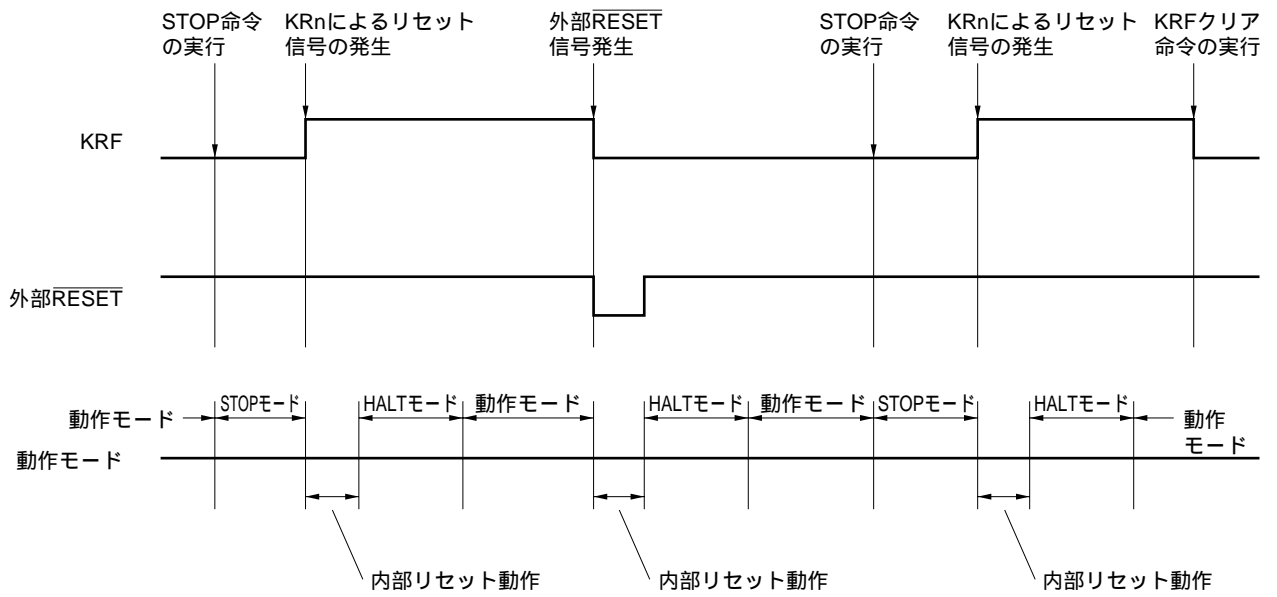 STOP命令
の実行
KRnによるリセット
信号の発生
外部RESET
信号発生
STOP命令
の実行
KRnによるリセット
信号の発生
KRFクリア
命令の実行
KRF
外部RESET
動作モード
STOPモード
HALTモード
動作モード
HALTモード
動作モード
STOPモード
HALTモード
動作
モード
動作モード
内部リセット動作
内部リセット動作
内部リセット動作